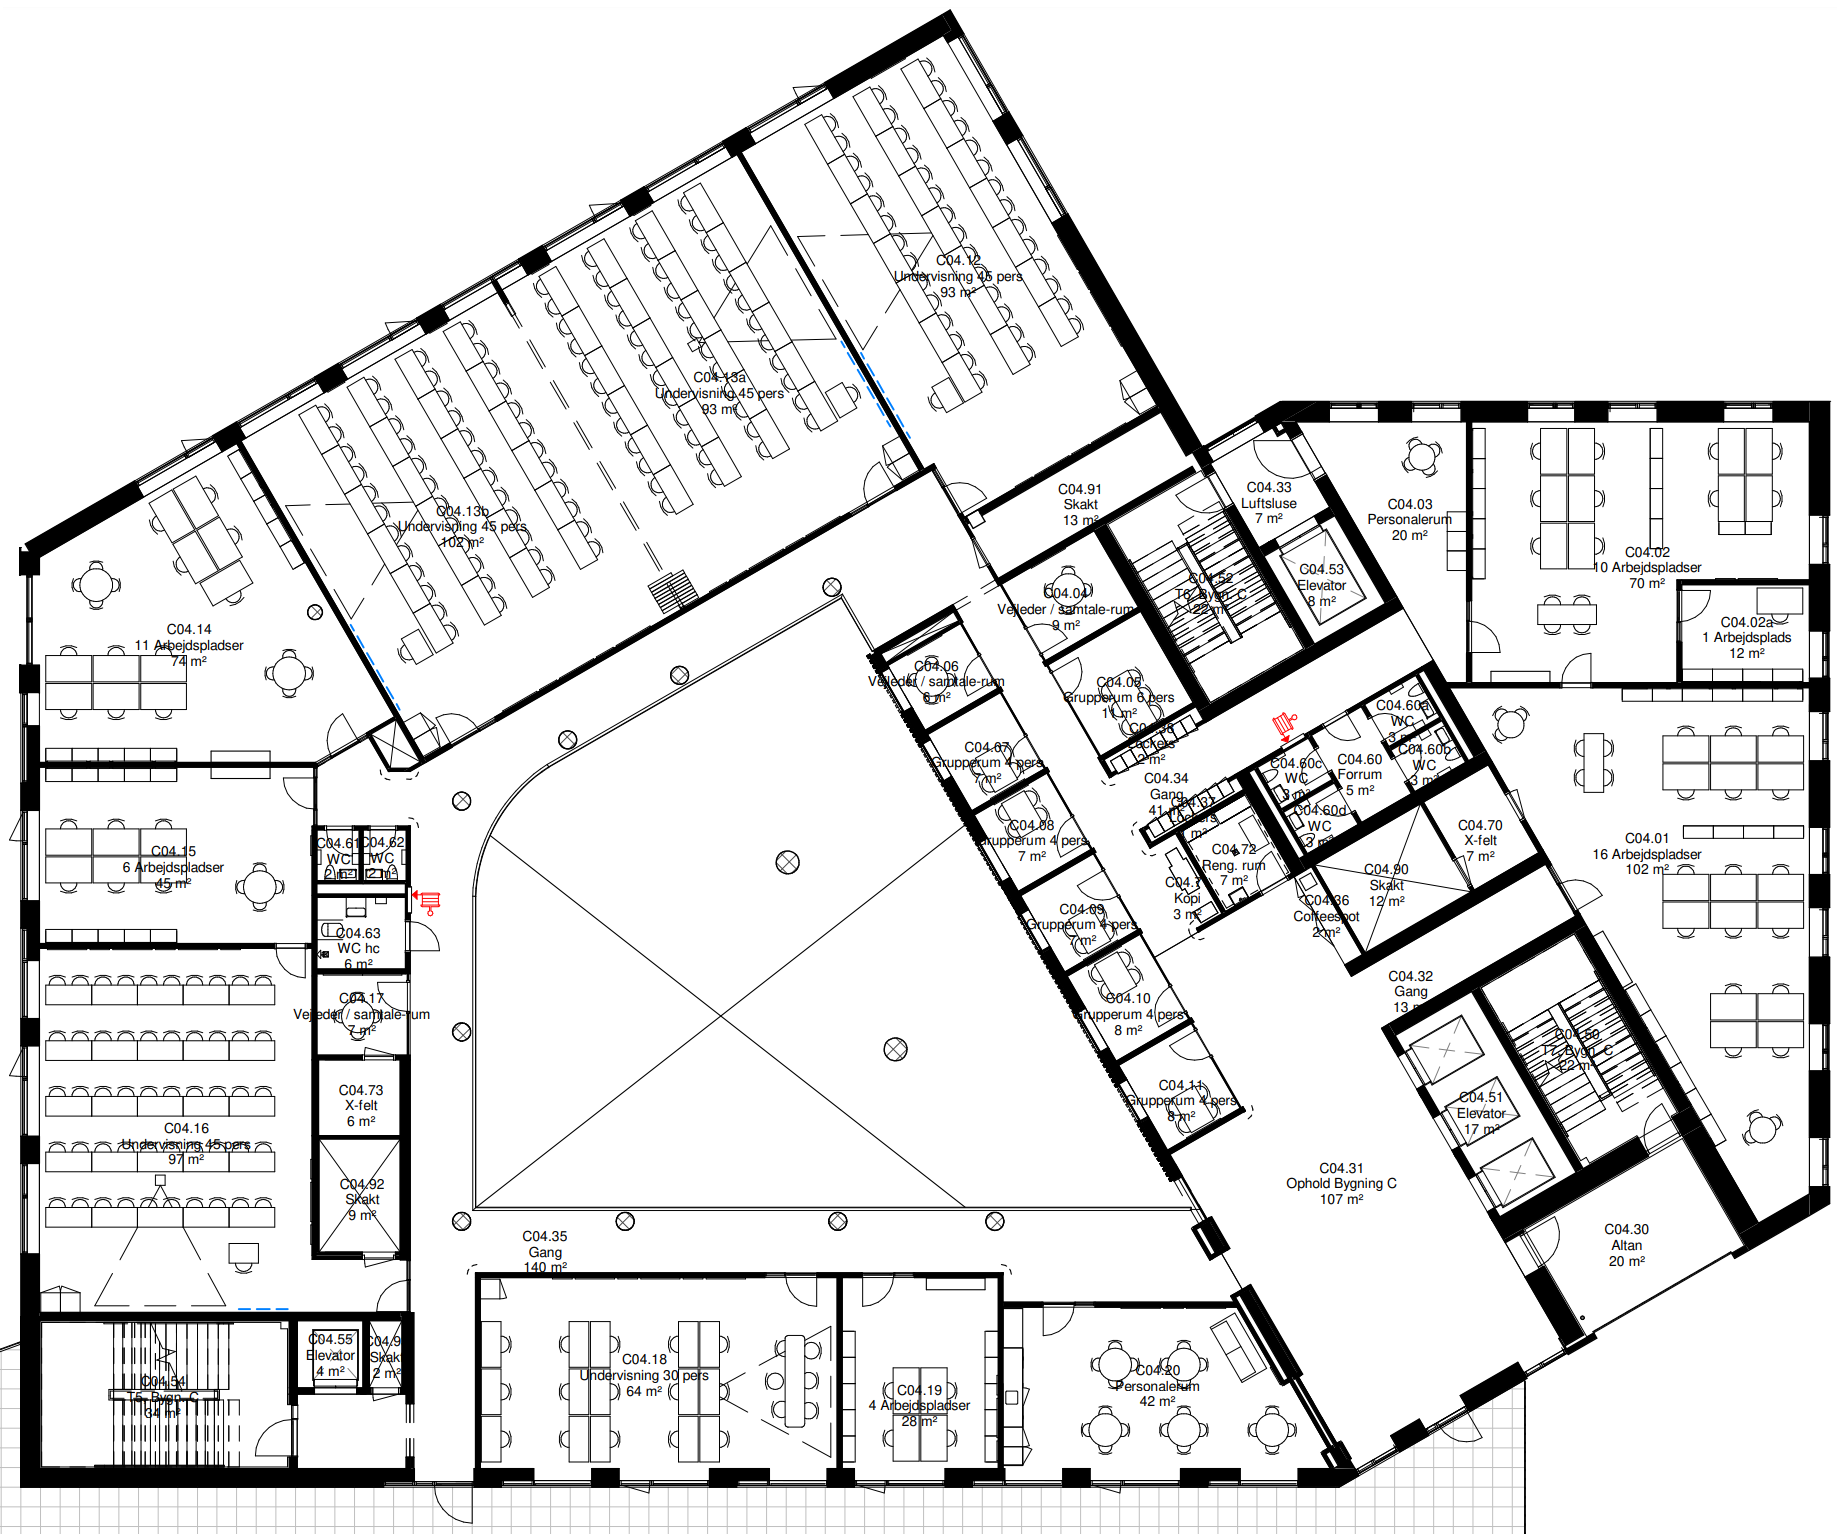 C04.12
Undervisning 45 pers
93 m²
C04.13a
Undervisning 45 pers
93 m²
C04.13b
Undervisning 45 pers
102 m²
C04.91
Skakt
13 m²
C04.33
Luftsluse
7 m²
C04.03
Personalerum
20 m²
C04.02
10 Arbejdspladser
70 m²
C04.53
Elevator
8 m²
C04.52
T6. Bygn. C
22 m²
C04.04
Vejleder / samtale-rum
9 m²
C04.02a
1 Arbejdsplads
12 m²
C04.14
11 Arbejdspladser
74 m²
C04.06
Vejleder / samtale-rum
6 m²
C04.05
Grupperum 6 pers
11 m²
C04.38
Lockers
2 m²
C04.60a
WC
3 m²
C04.60b
WC
3 m²
C04.07
Grupperum 4 pers
7 m²
C04.34
Gang
41 m²
C04.60c
WC
3 m²
C04.60
Forrum
5 m²
C04.37
Lockers
1 m²
C04.60d
WC
3 m²
C04.08
Grupperum 4 pers
7 m²
C04.70
X-felt
7 m²
C04.01
16 Arbejdspladser
102 m²
C04.15
6 Arbejdspladser
45 m²
C04.61
WC
2 m²
C04.62
WC
2 m²
C04.72
Reng. rum
7 m²
C04.90
Skakt
12 m²
C04.7
Kopi
3 m²
C04.36
Coffeespot
2 m²
C04.09
Grupperum 4 pers
7 m²
C04.63
WC hc
6 m²
C04.32
Gang
13 m²
C04.17
Vejleder / samtale-rum
7 m²
C04.10
Grupperum 4 pers
8 m²
C04.50
T7. Bygn. C
22 m²
C04.73
X-felt
6 m²
C04.11
Grupperum 4 pers
8 m²
C04.51
Elevator
17 m²
C04.16
Undervisning 45 pers
97 m²
C04.92
Skakt
9 m²
C04.31
Ophold Bygning C
107 m²
C04.30
Altan
20 m²
C04.35
Gang
140 m²
C04.55
Elevator
4 m²
C04.9
Skakt
2 m²
C04.54
T5. Bygn. C
34 m²
C04.18
Undervisning 30 pers
64 m²
C04.19
4 Arbejdspladser
28 m²
C04.20
Personalerum
42 m²